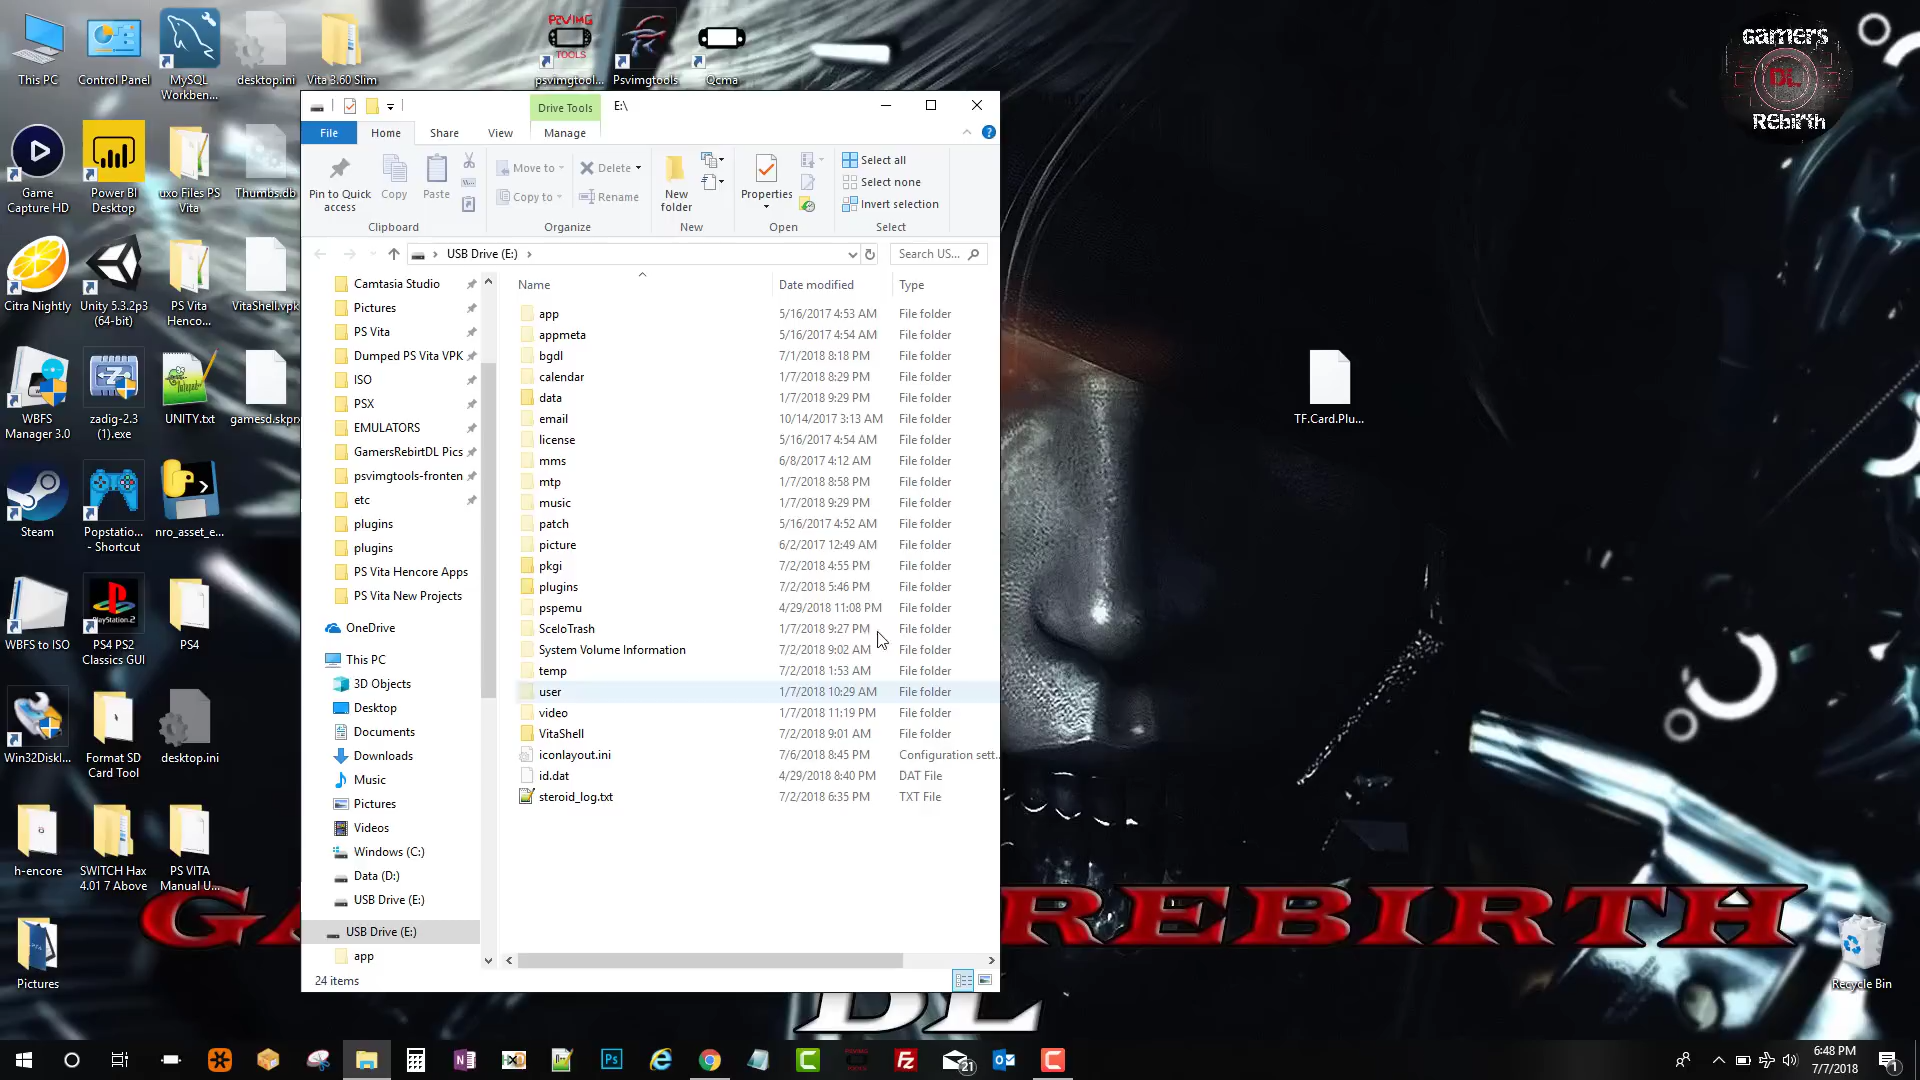 This PC
Control Panel
MySQL
Workben...
desktop.ini
Vita 3.60 Slim
PSVIMG
TOOLS
psvimgtool...
Psvimgtools
Qcma
Game
Capture HD
Power BI
Desktop
uxo Files PS
Vita
Thumbs.db
Citra Nightly
Unity 5.3.2p3
(64-bit)
PS Vita
Henco...
VitaShell.vpk
WBFS
Manager 3.0
zadig-2.3
(1).exe
UNITY.txt
gamesd.skprx
Steam
Popstatio...
- Shortcut
nro_asset_e...
WBFS to ISO
PS4 PS2
Classics GUI
PS4
Win32DiskI...
Format SD
Card Tool
desktop.ini
h-encore
SWITCH Hax
4.01 7 Above
PS VITA
Manual U...
Pictures
Drive Tools
E:\
File
Home
Share
View
Manage
Pin to Quick
access
Copy
Paste
Clipboard
Move to
Copy to
Delete
Rename
Organize
New
folder
New
Properties
Open
Select all
Select none
Invert selection
Select
USB Drive (E:)
Search US...
Camtasia Studio
Pictures
PS Vita
Dumped PS Vita VPK
ISO
PSX
EMULATORS
GamersRebirtDL Pics
psvimgtools-fronten
etc
plugins
plugins
PS Vita Hencore Apps
PS Vita New Projects
OneDrive
This PC
3D Objects
Desktop
Documents
Downloads
Music
Pictures
Videos
Windows (C:)
Data (D:)
USB Drive (E:)
USB Drive (E:)
app
Name Date modified Type
app 5/16/2017 4:53 AM File folder
appmeta 5/16/2017 4:54 AM File folder
bgdl 7/1/2018 8:18 PM File folder
calendar 1/7/2018 8:29 PM File folder
data 1/7/2018 9:29 PM File folder
email 10/14/2017 3:13 AM File folder
license 5/16/2017 4:54 AM File folder
mms 6/8/2017 4:12 AM File folder
mtp 1/7/2018 8:58 PM File folder
music 1/7/2018 9:29 PM File folder
patch 5/16/2017 4:52 AM File folder
picture 6/2/2017 12:49 AM File folder
pkgi 7/2/2018 4:55 PM File folder
plugins 7/2/2018 5:46 PM File folder
pspemu 4/29/2018 11:08 PM File folder
SceIoTrash 1/7/2018 9:27 PM File folder
System Volume Information 7/2/2018 9:02 AM File folder
temp 7/2/2018 1:53 AM File folder
user 1/7/2018 10:29 AM File folder
video 1/7/2018 11:19 PM File folder
VitaShell 7/2/2018 9:01 AM File folder
iconlayout.ini 7/6/2018 8:45 PM Configuration sett...
id.dat 4/29/2018 8:40 PM DAT File
steroid_log.txt 7/2/2018 6:35 PM TXT File
24 items
GAMERS
DL
REBIRTH
TF.Card.Plu...
Recycle Bin
GA
REBIRTH
DL
21
6:48 PM
7/7/2018
1